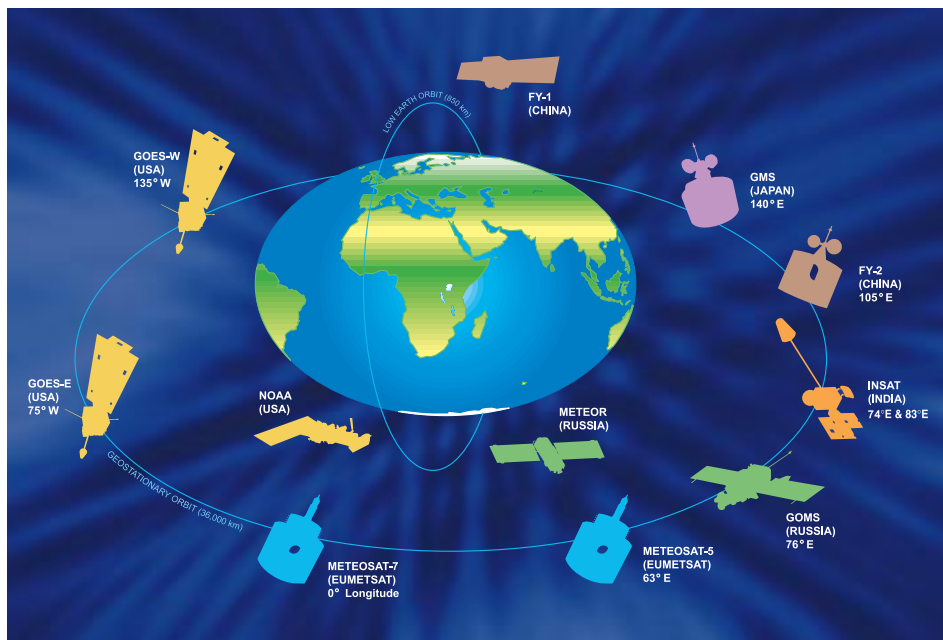 LOW EARTH ORBIT (850 km)
FY-1
(CHINA)
GOES-W
(USA)
135° W
GMS
(JAPAN)
140° E
FY-2
(CHINA)
105° E
GOES-E
(USA)
75° W
NOAA
(USA)
METEOR
(RUSSIA)
INSAT
(INDIA)
74°E & 83°E
GEOSTATIONARY ORBIT (36,000 km)
GOMS
(RUSSIA)
76° E
METEOSAT-7
(EUMETSAT)
0° Longitude
METEOSAT-5
(EUMETSAT)
63° E